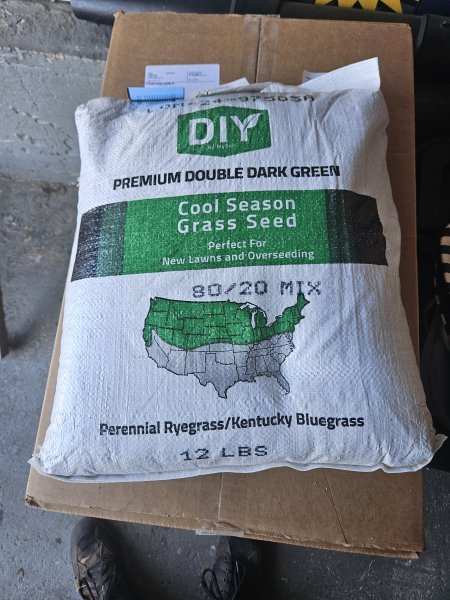 DIY
PREMIUM DOUBLE DARK GREEN
Cool Season
Grass Seed
Perfect For
New Lawns and Overseeding
80/20 MIX
Perennial Ryegrass/Kentucky Bluegrass
12 LBS